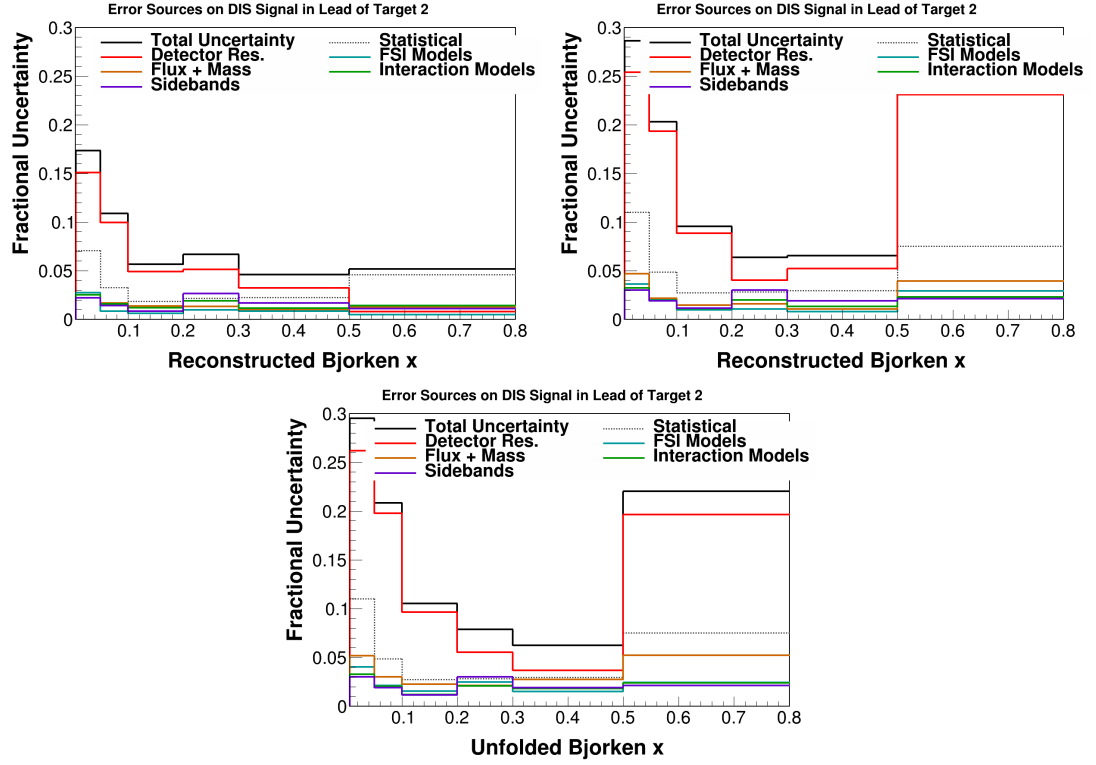 Error Sources on DIS Signal in Lead of Target 2
Fractional Uncertainty
0.3
0.25
0.2
0.15
0.1
0.05
0
Total Uncertainty
Detector Res.
Flux + Mass
Sidebands
Statistical
FSI Models
Interaction Models
0.1 0.2 0.3 0.4 0.5 0.6 0.7 0.8
Reconstructed Bjorken x
Error Sources on DIS Signal in Lead of Target 2
Fractional Uncertainty
0.3
0.25
0.2
0.15
0.1
0.05
0
Total Uncertainty
Detector Res.
Flux + Mass
Sidebands
Statistical
FSI Models
Interaction Models
0.1 0.2 0.3 0.4 0.5 0.6 0.7 0.8
Reconstructed Bjorken x
Error Sources on DIS Signal in Lead of Target 2
Fractional Uncertainty
0.3
0.25
0.2
0.15
0.1
0.05
0
Total Uncertainty
Detector Res.
Flux + Mass
Sidebands
Statistical
FSI Models
Interaction Models
0.1 0.2 0.3 0.4 0.5 0.6 0.7 0.8
Unfolded Bjorken x